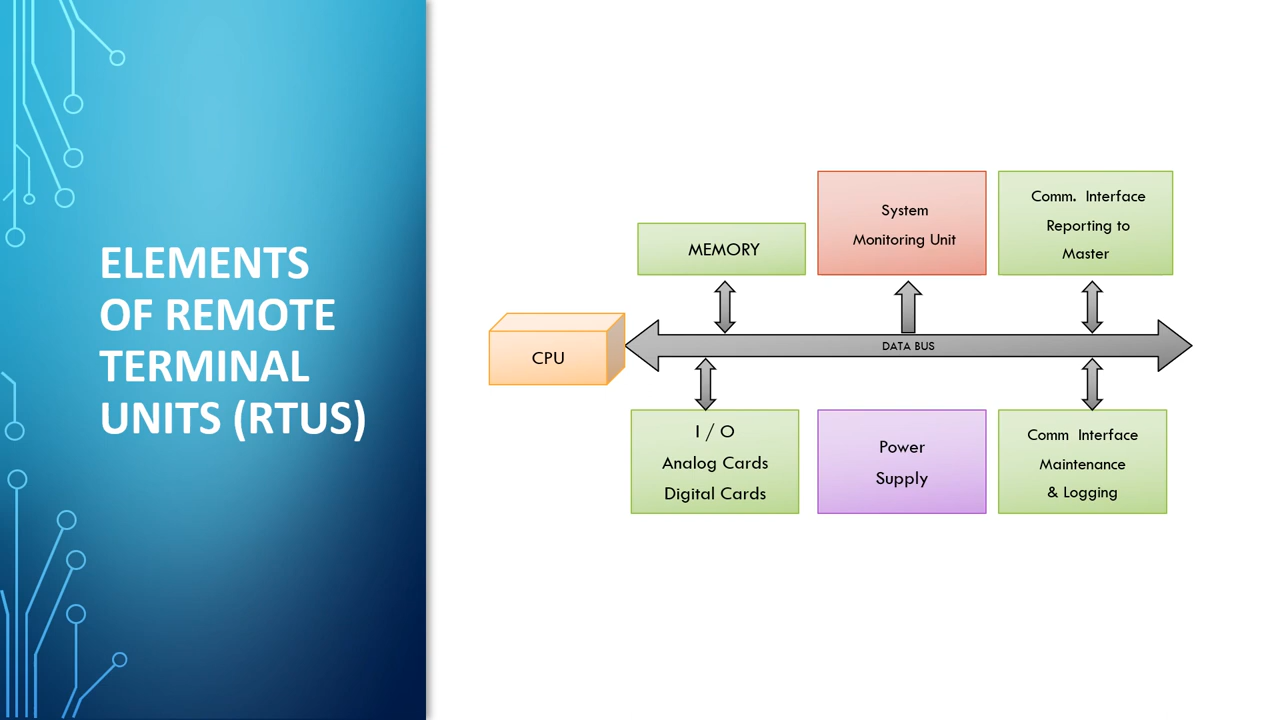 ELEMENTS
OF REMOTE
TERMINAL
UNITS (RTUS)
MEMORY
System
Monitoring Unit
Comm. Interface
Reporting to
Master
CPU
DATA BUS
I / O
Analog Cards
Digital Cards
Power
Supply
Comm Interface
Maintenance
& Logging